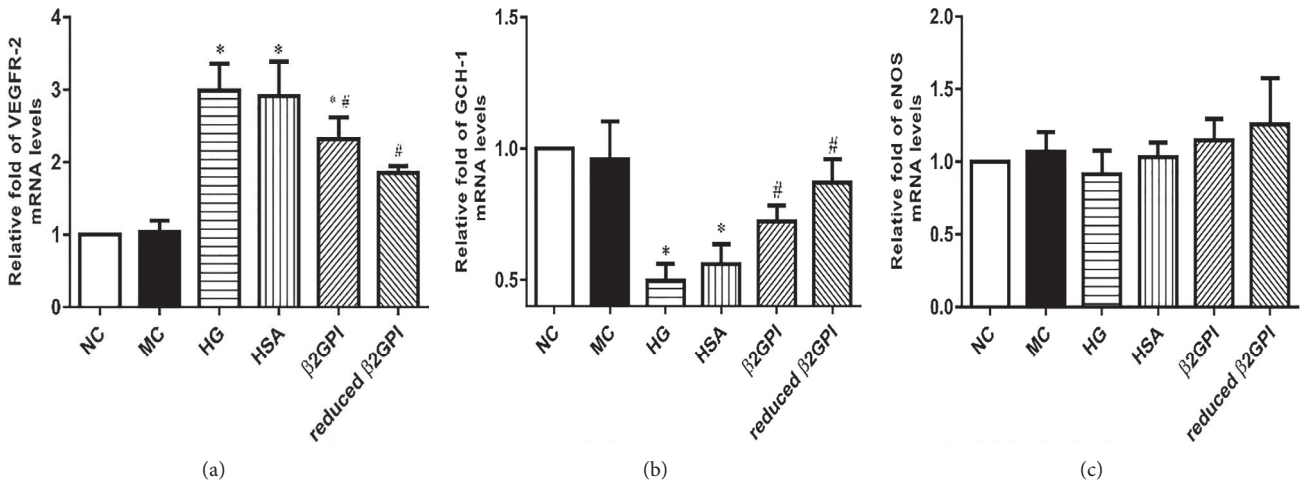 Relative fold of VEGFR-2
mRNA levels
4
3
2
1
0
*
*
* #
#
NC
MC
HG
HSA
β2GPI
reduced β2GPI
(a)
Relative fold of GCH-1
mRNA levels
1.5
1.0
0.5
*
*
#
#
NC
MC
HG
HSA
β2GPI
reduced β2GPI
(b)
Relative fold of eNOS
mRNA levels
2.0
1.5
1.0
0.5
0.0
NC
MC
HG
HSA
β2GPI
reduced β2GPI
(c)